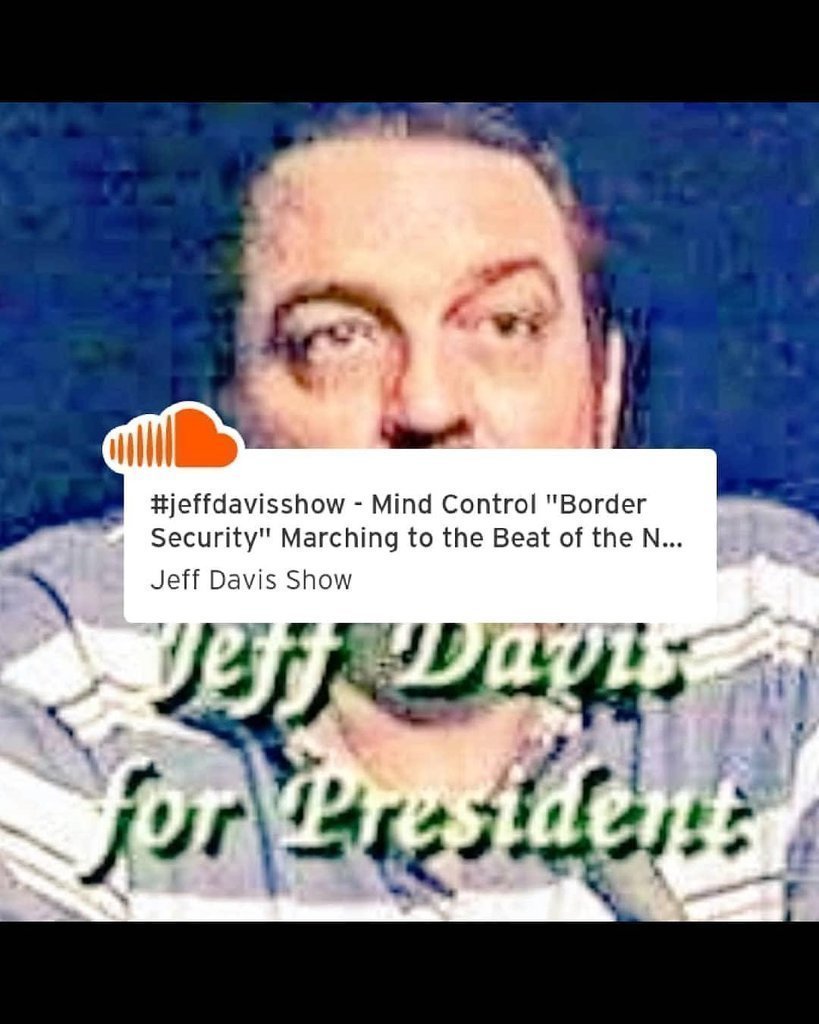 #jeffdavisshow - Mind Control "Border
Security" Marching to the Beat of the N...
Jeff Davis Show
Jeff Davis
for President